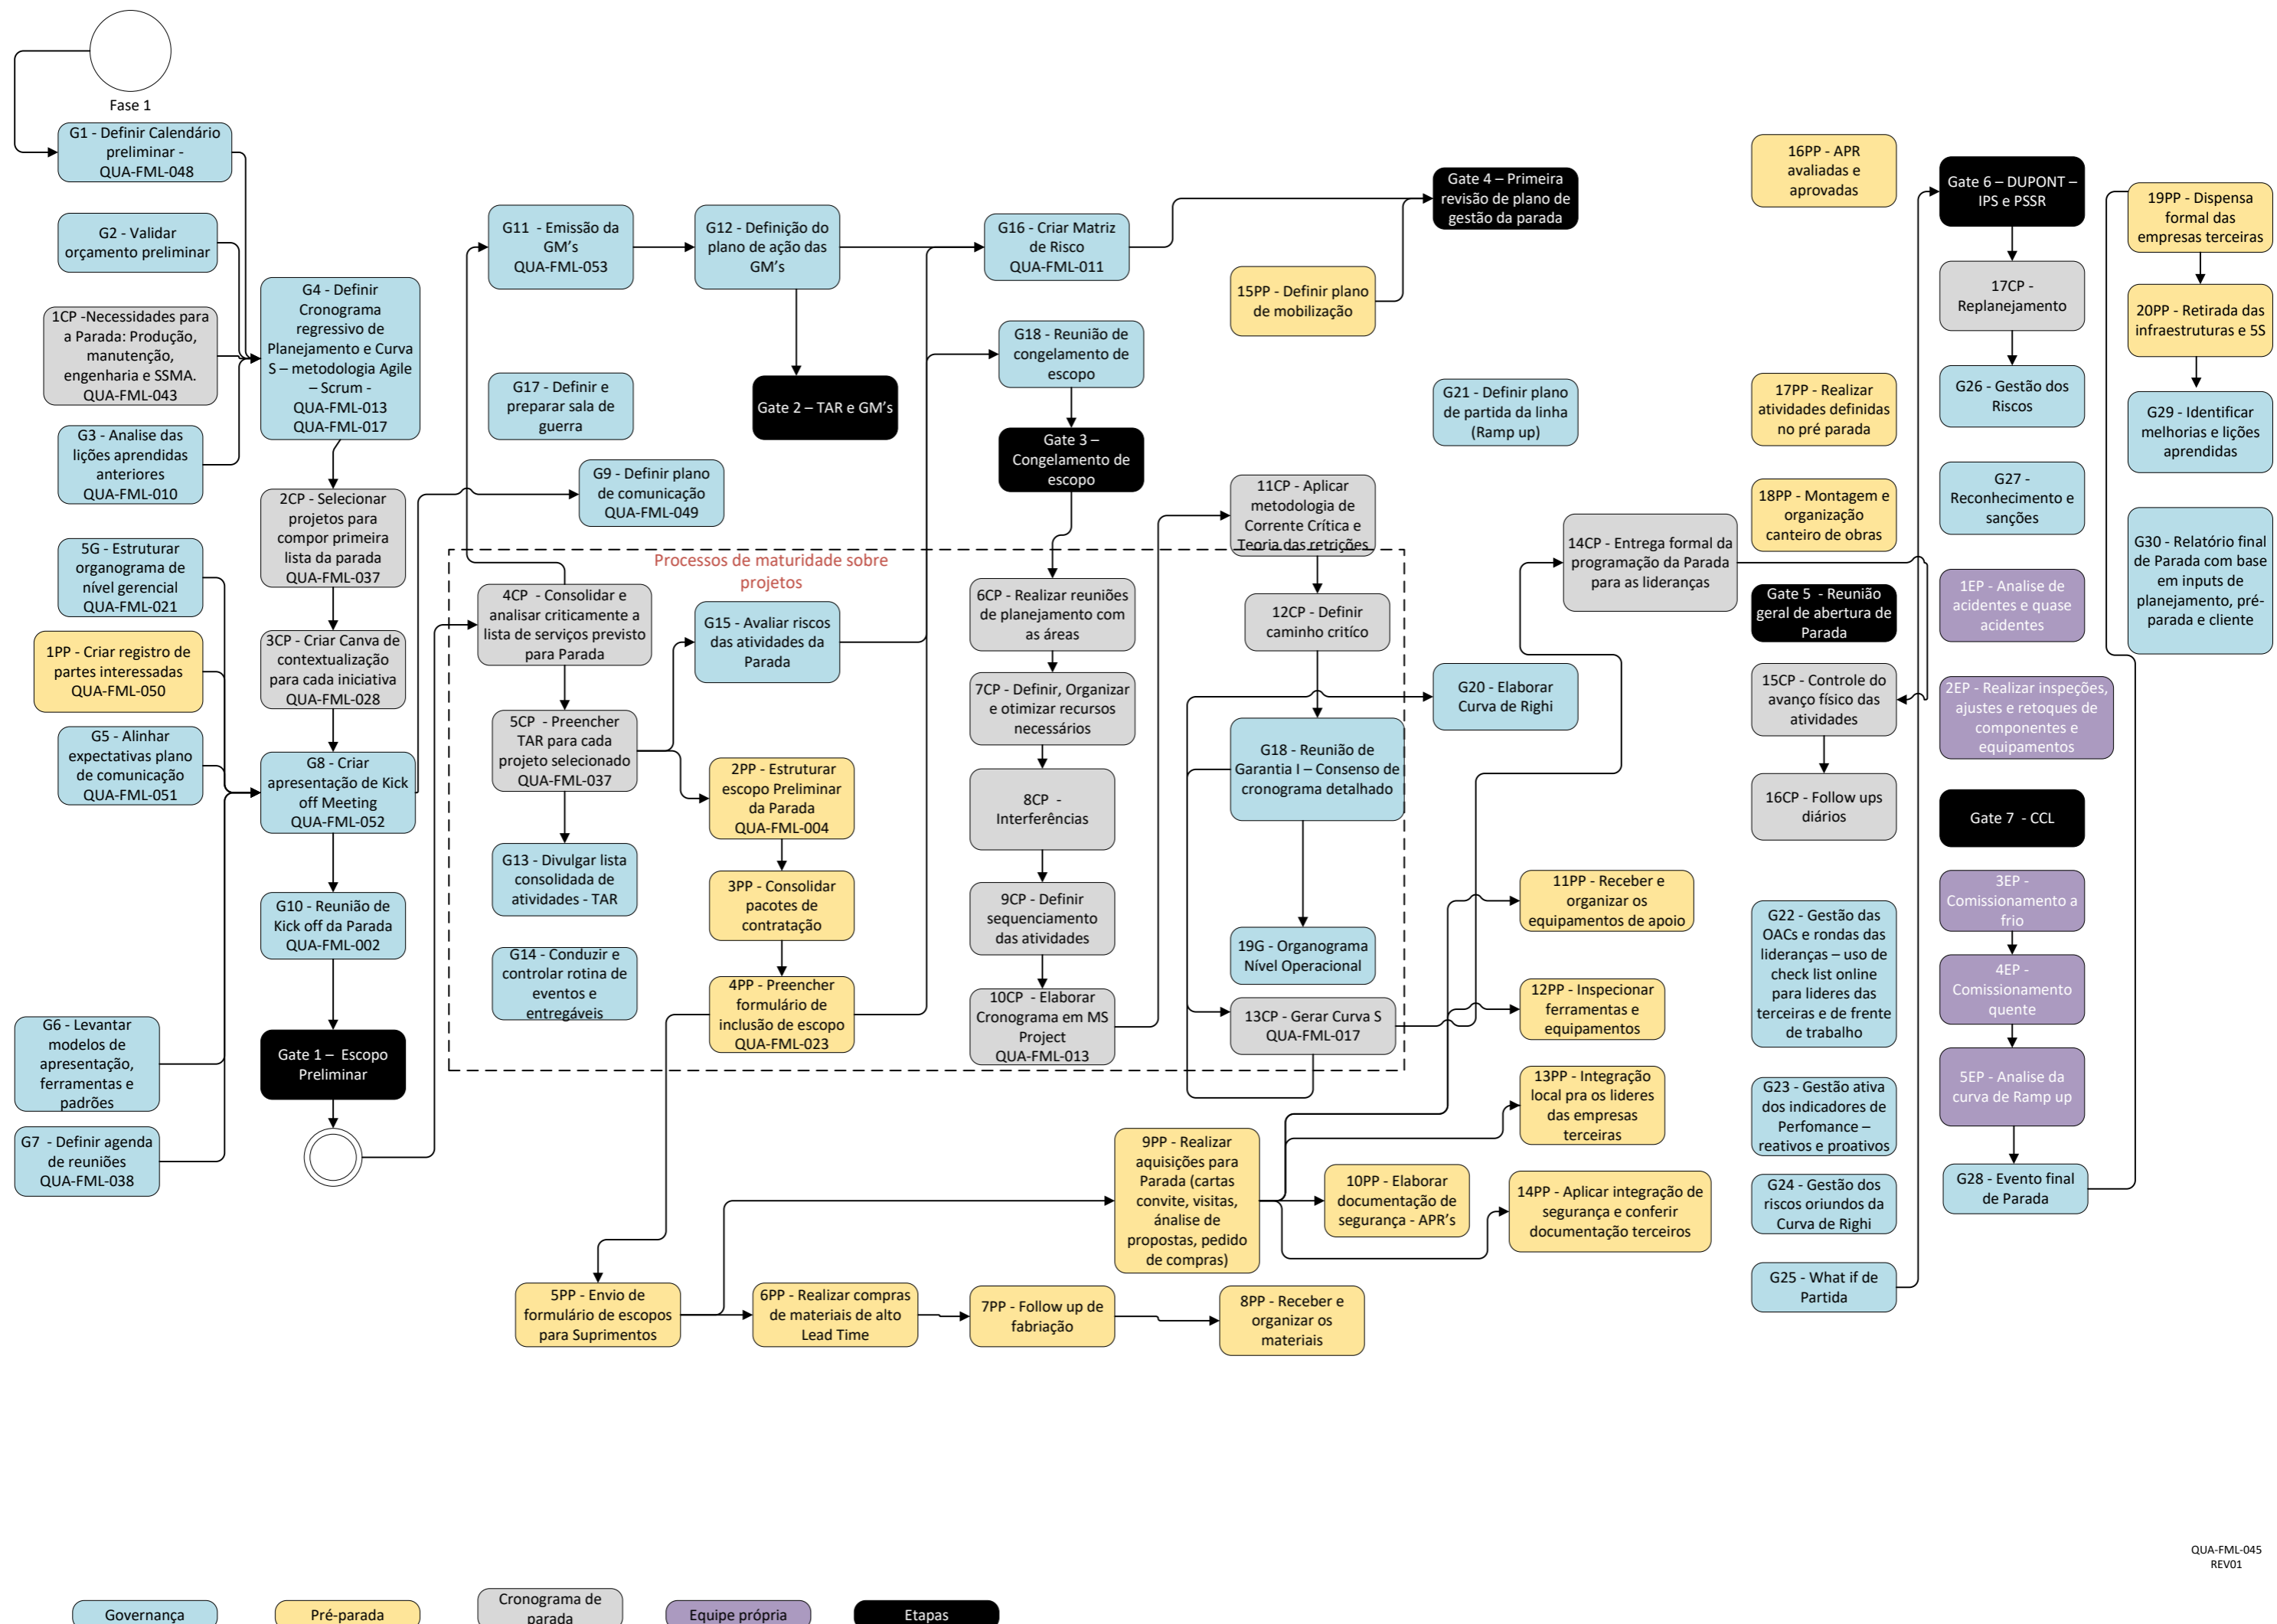 Fase 1
G1 - Definir Calendário
preliminar -
QUA-FML-048
G2 - Validar
orçamento preliminar
1CP -Necessidades para
a Parada: Produção,
manutenção,
engenharia e SSMA.
QUA-FML-043
G3 – Analise das
lições aprendidas
anteriores
QUA-FML-010
5G - Estruturar
organograma de
nível gerencial
QUA-FML-021
1PP - Criar registro de
partes interessadas
QUA-FML-050
G5 - Alinhar
expectativas plano
de comunicação
QUA-FML-051
G6 – Levantar
modelos de
apresentação,
ferramentas e
padrões
G7 - Definir agenda
de reuniões
QUA-FML-038
G4 - Definir
Cronograma
regressivo de
Planejamento e Curva
S – metodologia Agile
– Scrum -
QUA-FML-013
QUA-FML-017
2CP - Selecionar
projetos para
compor primeira
lista da parada
QUA-FML-037
3CP - Criar Canva de
contextualização
para cada iniciativa
QUA-FML-028
G8 - Criar
apresentação de Kick
off Meeting
QUA-FML-052
G10 - Reunião de
Kick off da Parada
QUA-FML-002
Gate 1 – Escopo
Preliminar
G11 - Emissão da
GM's
QUA-FML-053
G17 - Definir e
preparar sala de
guerra
G9 - Definir plano
de comunicação
QUA-FML-049
G12 - Definição do
plano de ação das
GM's
Gate 2 – TAR e GM's
Processos de maturidade sobre
projetos
4CP - Consolidar e
analisar criticamente a
lista de serviços previsto
para Parada
5CP - Preencher
TAR para cada
projeto selecionado
QUA-FML-037
G13 - Divulgar lista
consolidada de
atividades - TAR
G14 - Conduzir e
controlar rotina de
eventos e
entregáveis
G15 - Avaliar riscos
das atividades da
Parada
2PP - Estruturar
escopo Preliminar
da Parada
QUA-FML-004
3PP - Consolidar
pacotes de
contratação
4PP - Preencher
formulário de
inclusão de escopo
QUA-FML-023
5PP - Envio de
formulário de escopos
para Suprimentos
6PP - Realizar compras
de materiais de alto
Lead Time
7PP - Follow up de
fabriação
8PP - Receber e
organizar os
materiais
G16 - Criar Matriz
de Risco
QUA-FML-011
G18 - Reunião de
congelamento de
escopo
Gate 3 –
Congelamento de
escopo
6CP - Realizar reuniões
de planejamento com
as áreas
7CP - Definir, Organizar
e otimizar recursos
necessários
8CP -
Interferências
9CP - Definir
sequenciamento
das atividades
10CP - Elaborar
Cronograma em MS
Project
QUA-FML-013
15PP - Definir plano
de mobilização
11CP - Aplicar
metodologia de
Corrente Crítica e
Teoria das retrições
12CP - Definir
caminho critíco
G18 - Reunião de
Garantia I – Consenso de
cronograma detalhado
19G - Organograma
Nível Operacional
13CP - Gerar Curva S
QUA-FML-017
9PP - Realizar
aquisições para
Parada (cartas
convite, visitas,
ánalise de
propostas, pedido
de compras)
10PP - Elaborar
documentação de
segurança - APR's
Gate 4 – Primeira
revisão de plano de
gestão da parada
G21 - Definir plano
de partida da linha
(Ramp up)
G20 - Elaborar
Curva de Righi
14CP - Entrega formal da
programação da Parada
para as lideranças
11PP - Receber e
organizar os
equipamentos de apoio
12PP - Inspecionar
ferramentas e
equipamentos
13PP - Integração
local pra os lideres
das empresas
terceiras
14PP - Aplicar integração de
segurança e conferir
documentação terceiros
16PP - APR
avaliadas e
aprovadas
17PP - Realizar
atividades definidas
no pré parada
18PP - Montagem e
organização
canteiro de obras
Gate 5 - Reunião
geral de abertura de
Parada
15CP - Controle do
avanço físico das
atividades
16CP - Follow ups
diários
G22 - Gestão das
OACs e rondas das
lideranças – uso de
check list online
para lideres das
terceiras e de frente
de trabalho
G23 - Gestão ativa
dos indicadores de
Perfomance –
reativos e proativos
G24 - Gestão dos
riscos oriundos da
Curva de Righi
G25 - What if de
Partida
Gate 6 – DUPONT –
IPS e PSSR
17CP -
Replanejamento
G26 - Gestão dos
Riscos
G27 -
Reconhecimento e
sanções
1EP - Analise de
acidentes e quase
acidentes
2EP - Realizar inspeções,
ajustes e retoques de
componentes e
equipamentos
Gate 7 - CCL
3EP -
Comissionamento a
frio
4EP -
Comissionamento
quente
5EP - Analise da
curva de Ramp up
G28 - Evento final
de Parada
19PP - Dispensa
formal das
empresas terceiras
20PP - Retirada das
infraestruturas e 5S
G29 - Identificar
melhorias e lições
aprendidas
G30 - Relatório final
de Parada com base
em inputs de
planejamento, pré-
parada e cliente
QUA-FML-045
REV01
Governança
Pré-parada
Cronograma de
parada
Equipe própria
Etapas